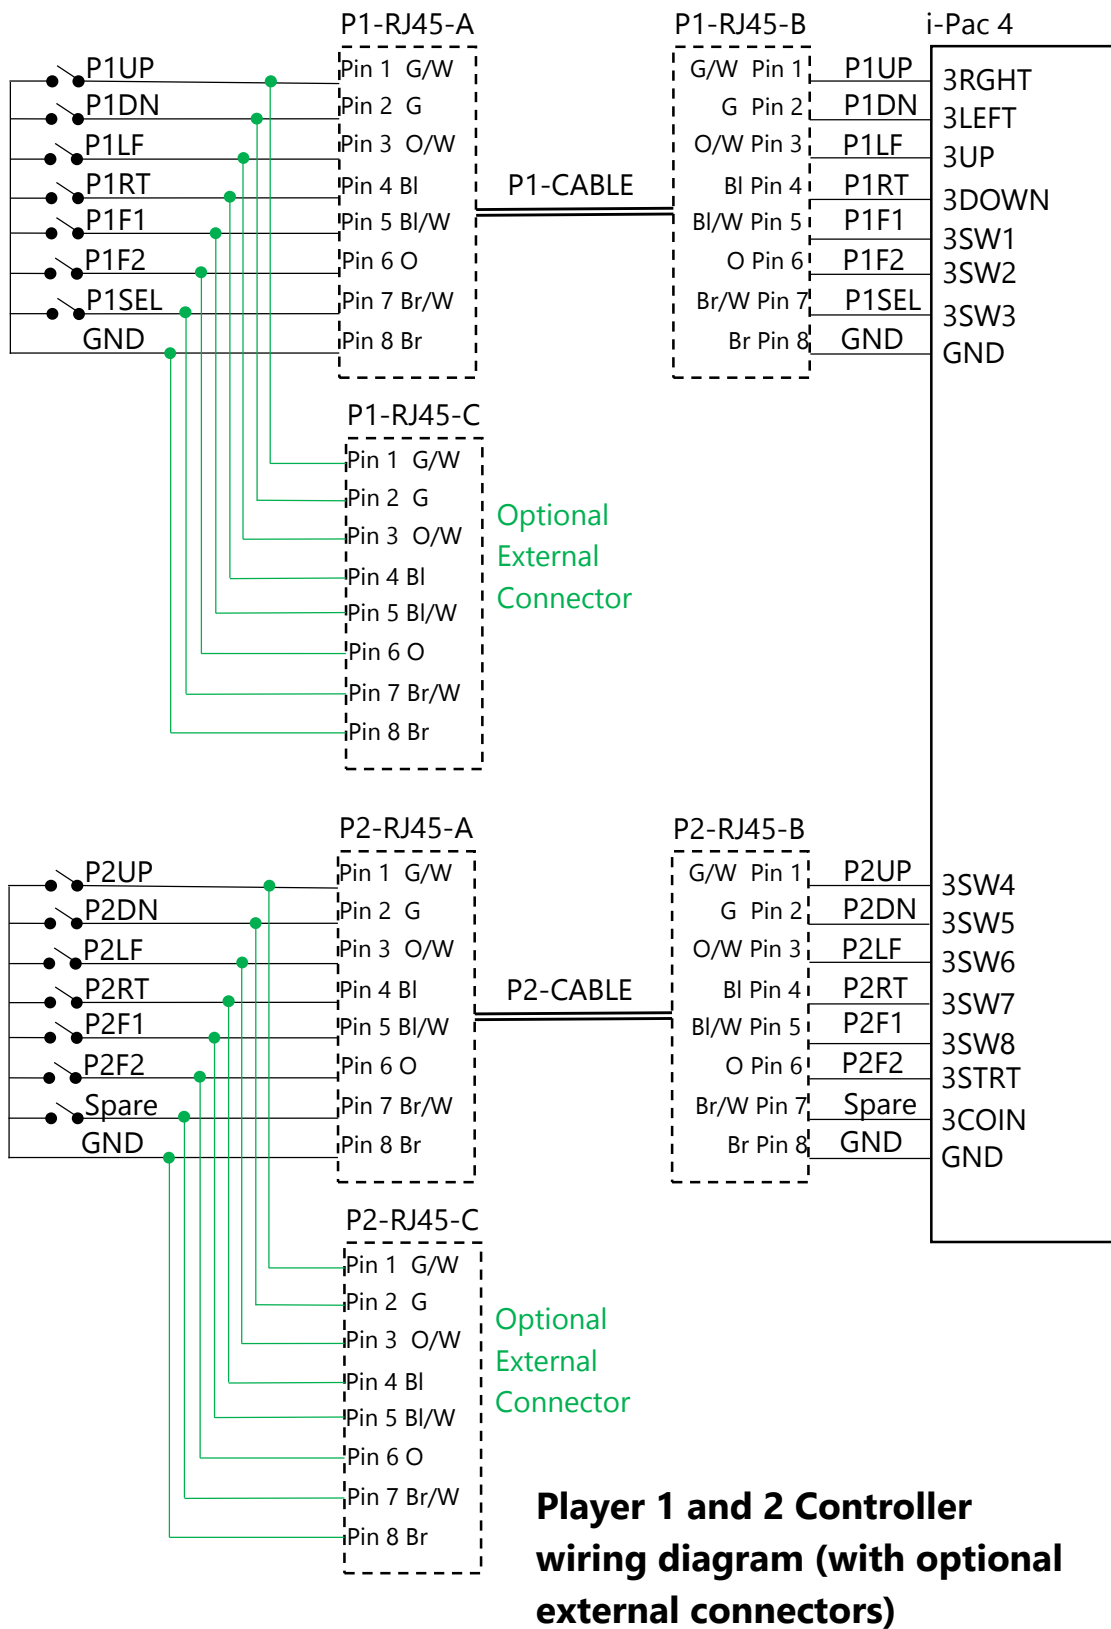 P1-RJ45-A
P1-RJ45-B
i-Pac 4
P1UP
Pin 1 G/W
G/W Pin 1
P1UP
3RGHT
P1DN
Pin 2 G
G Pin 2
P1DN
3LEFT
P1LF
Pin 3 O/W
O/W Pin 3
P1LF
3UP
P1RT
Pin 4 Bl
P1-CABLE
Bl Pin 4
P1RT
3DOWN
P1F1
Pin 5 Bl/W
Bl/W Pin 5
P1F1
3SW1
P1F2
Pin 6 O
O Pin 6
P1F2
3SW2
P1SEL
Pin 7 Br/W
Br/W Pin 7
P1SEL
3SW3
GND
Pin 8 Br
Br Pin 8
GND
GND
P1-RJ45-C
Pin 1 G/W
Pin 2 G
Pin 3 O/W
Pin 4 Bl
Pin 5 Bl/W
Pin 6 O
Pin 7 Br/W
Pin 8 Br
Optional
External
Connector
P2-RJ45-A
P2-RJ45-B
P2UP
Pin 1 G/W
G/W Pin 1
P2UP
3SW4
P2DN
Pin 2 G
G Pin 2
P2DN
3SW5
P2LF
Pin 3 O/W
O/W Pin 3
P2LF
3SW6
P2RT
Pin 4 Bl
P2-CABLE
Bl Pin 4
P2RT
3SW7
P2F1
Pin 5 Bl/W
Bl/W Pin 5
P2F1
3SW8
P2F2
Pin 6 O
O Pin 6
P2F2
3STRT
Spare
Pin 7 Br/W
Br/W Pin 7
Spare
3COIN
GND
Pin 8 Br
Br Pin 8
GND
GND
P2-RJ45-C
Pin 1 G/W
Pin 2 G
Pin 3 O/W
Pin 4 Bl
Pin 5 Bl/W
Pin 6 O
Pin 7 Br/W
Pin 8 Br
Optional
External
Connector
Player 1 and 2 Controller
wiring diagram (with optional
external connectors)